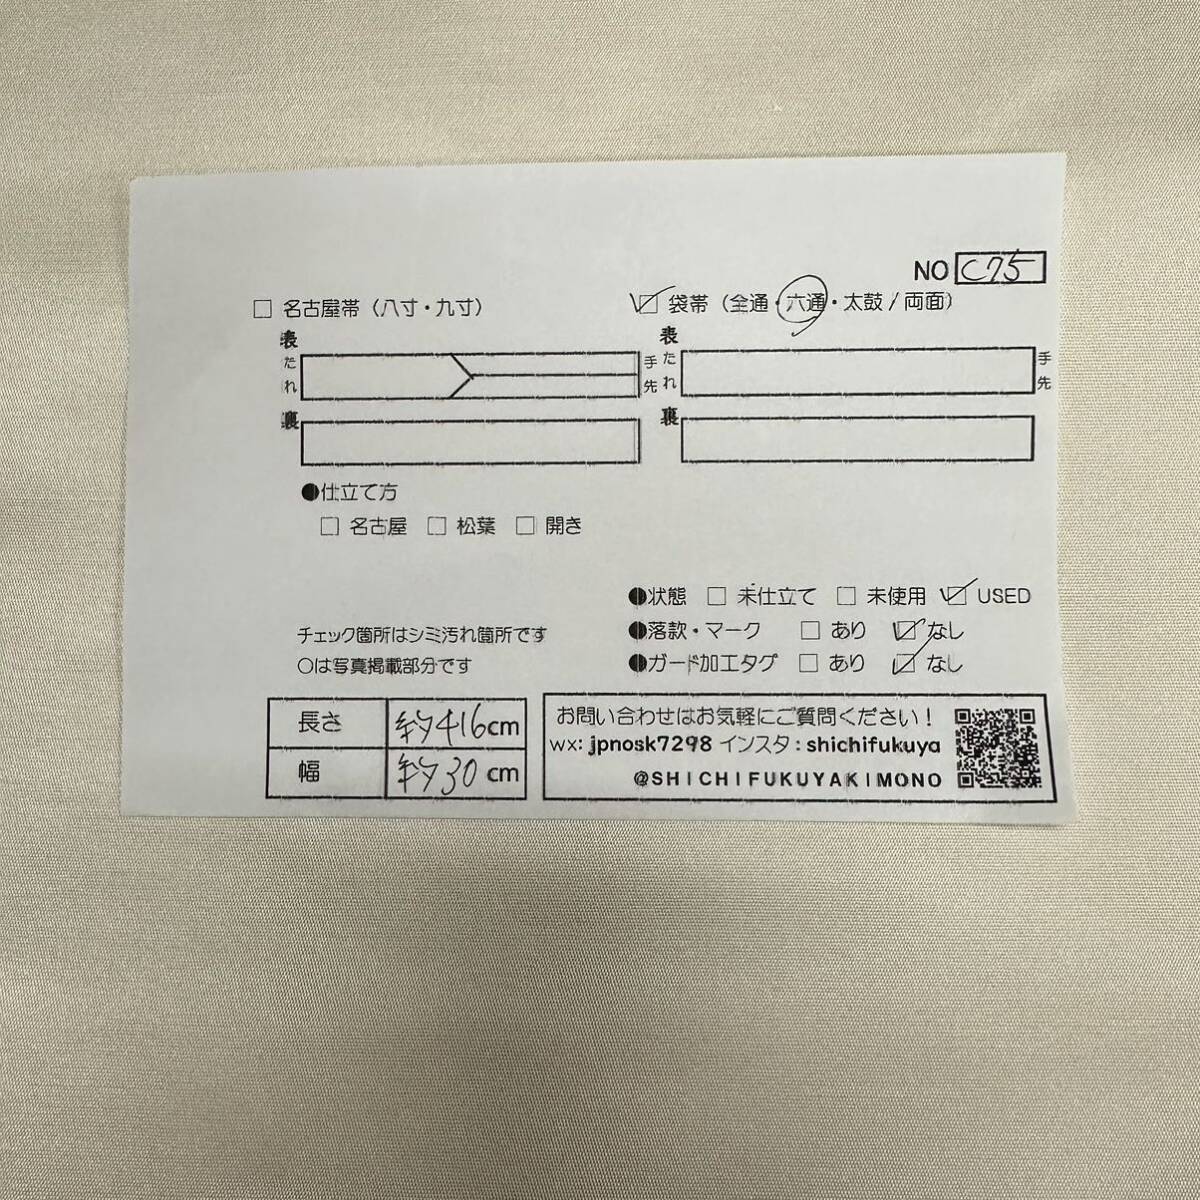 NO C75
□ 名古屋帯（八寸・九寸）
☑ 袋帯（全通・六通・太鼓/両面）
表
たれ
手先
裏
表
たれ
手先
裏
●仕立て方
□ 名古屋 □ 松葉 □ 開き
●状態 □ 未仕立て □ 未使用 ☑ USED
●落款・マーク □ あり ☑ なし
●ガード加工タグ □ あり ☑ なし
チェック箇所はシミ汚れ箇所です
○は写真掲載部分です
長さ 約416cm
幅 約30cm
お問い合わせはお気軽にご質問ください！
wx: jpnosk7298 インスタ: shichifukuya
@SHICHIFUKUYAKIMONO